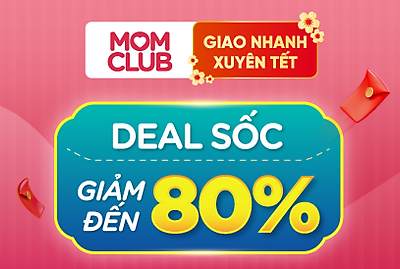 MOM
CLUB
GIAO NHANH
XUYÊN TẾT
DEAL SỐC
GIẢM
ĐẾN
80%